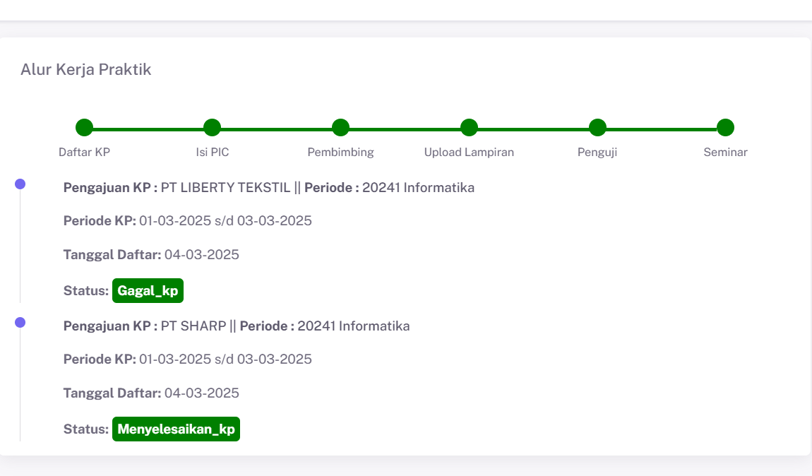 Alur Kerja Praktik
Daftar KP Isi PIC Pembimbing Upload Lampiran Penguji Seminar
Pengajuan KP : PT LIBERTY TEKSTIL || Periode : 20241 Informatika
Periode KP: 01-03-2025 s/d 03-03-2025
Tanggal Daftar: 04-03-2025
Status: Gagal_kp
Pengajuan KP : PT SHARP || Periode : 20241 Informatika
Periode KP: 01-03-2025 s/d 03-03-2025
Tanggal Daftar: 04-03-2025
Status: Menyelesaikan_kp